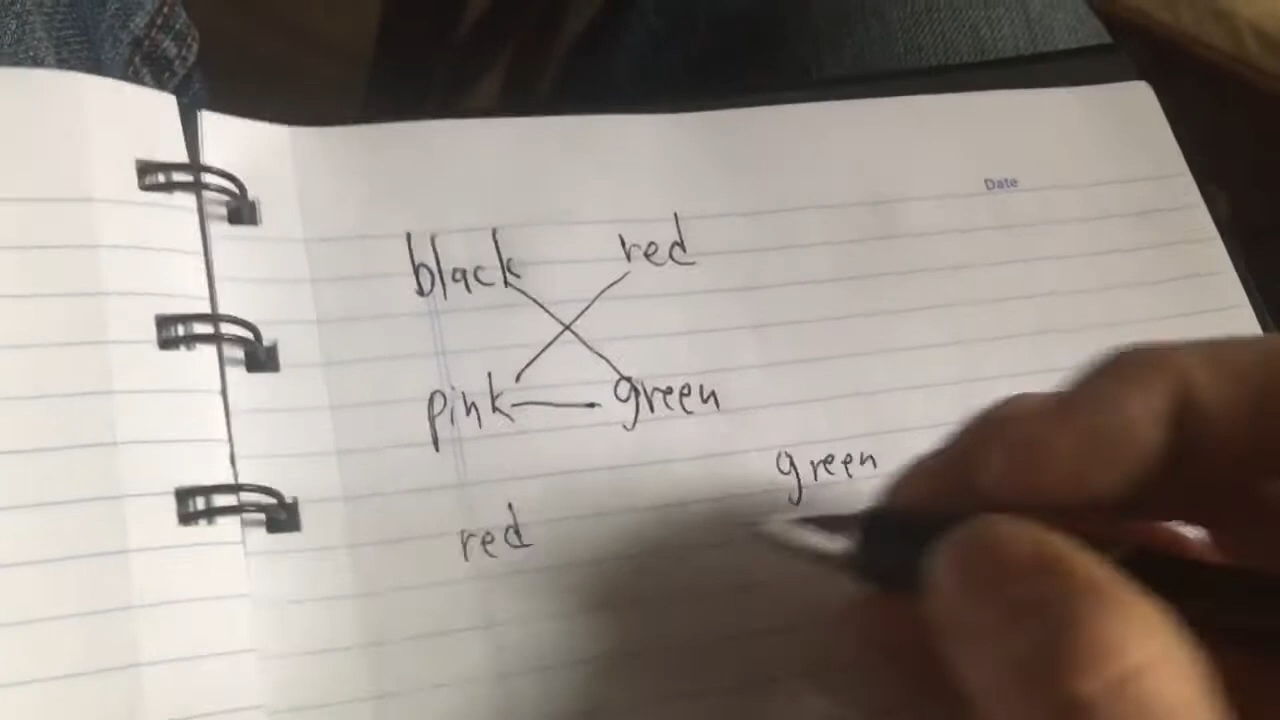 Date
black red
pink green
green
red